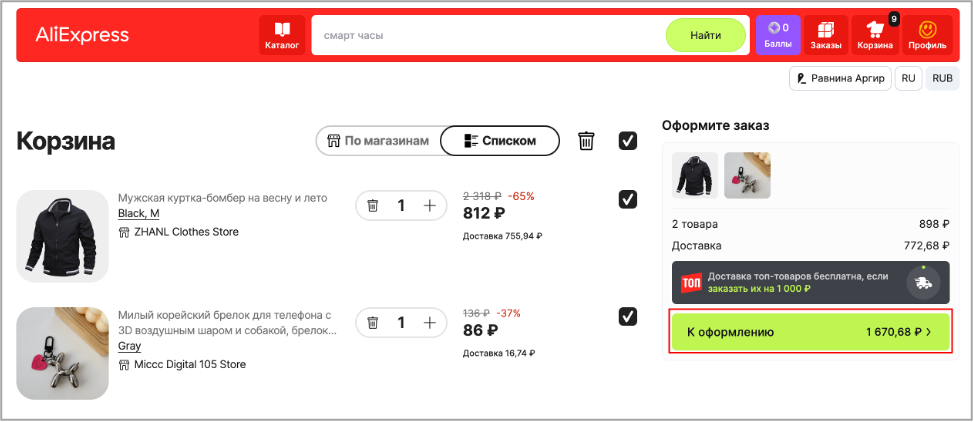 AliExpress
Каталог
смарт часы
Найти
0
Баллы
Заказы
9
Корзина
Профиль
Равнина Аргир
RU
RUB
Корзина
По магазинам
Списком
Мужская куртка-бомбер на весну и лето
Black, M
ZHANL Clothes Store
1
2 318 ₽ -65%
812 ₽
Доставка 755,94 ₽
Милый корейский брелок для телефона с
3D воздушным шаром и собакой, брелок…
Gray
Miccc Digital 105 Store
1
136 ₽ -37%
86 ₽
Доставка 16,74 ₽
Оформите заказ
2 товара 898 ₽
Доставка 772,68 ₽
ТОП
Доставка топ-товаров бесплатна, если
заказать их на 1 000 ₽
К оформлению 1 670,68 ₽